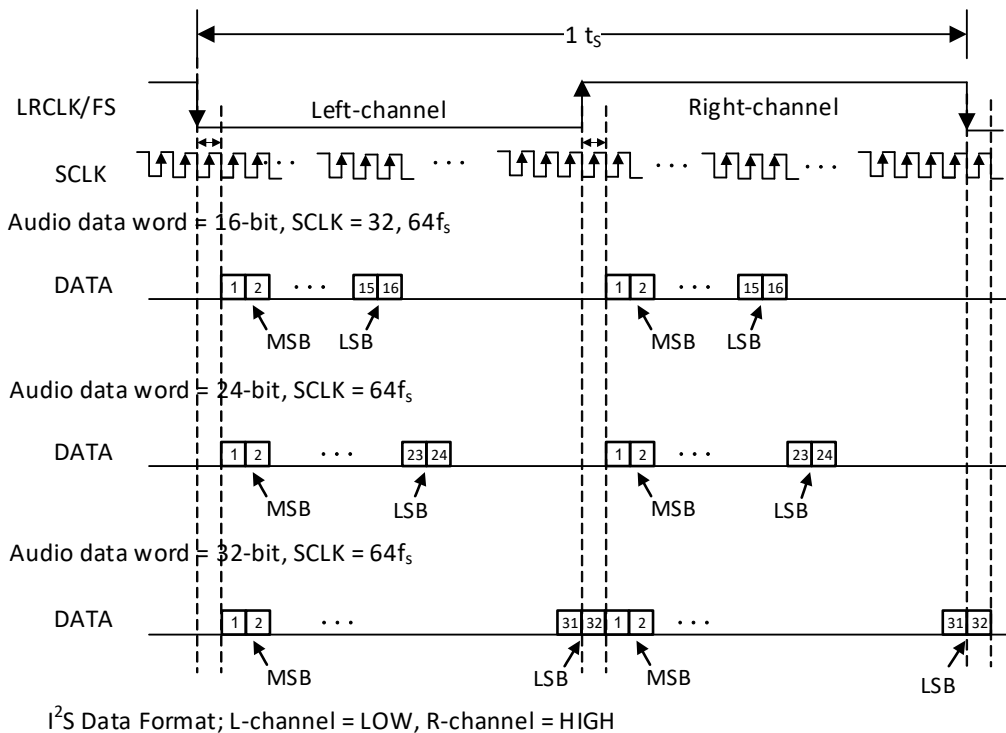 1 tS
LRCLK/FS
Left-channel
Right-channel
SCLK
Audio data word = 16-bit, SCLK = 32, 64fs
DATA
1 2 ... 15 16 1 2 ... 15 16
MSB LSB MSB LSB
Audio data word = 24-bit, SCLK = 64fs
DATA
1 2 ... 23 24 1 2 ... 23 24
MSB LSB MSB LSB
Audio data word = 32-bit, SCLK = 64fs
DATA
1 2 ... 31 32 1 2 ... 31 32
MSB LSB MSB LSB
I²S Data Format; L-channel = LOW, R-channel = HIGH